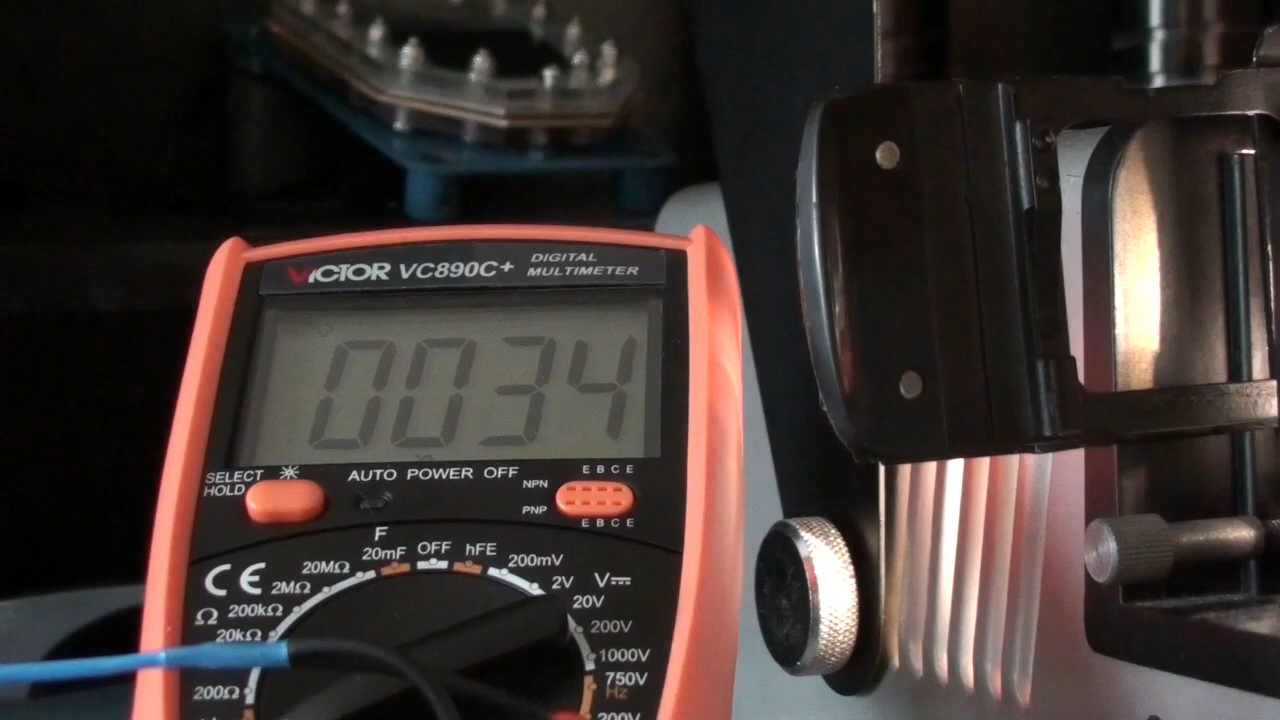 VICTOR VC890C+ DIGITAL MULTIMETER
0034
SELECT HOLD
AUTO POWER OFF
E B C E
NPN
PNP
E B C E
F
20mF
OFF
hFE
200mV
20MΩ
2V
V
CE
2MΩ
20V
Ω
200kΩ
200V
20kΩ
1000V
750V
Hz
200Ω
200V